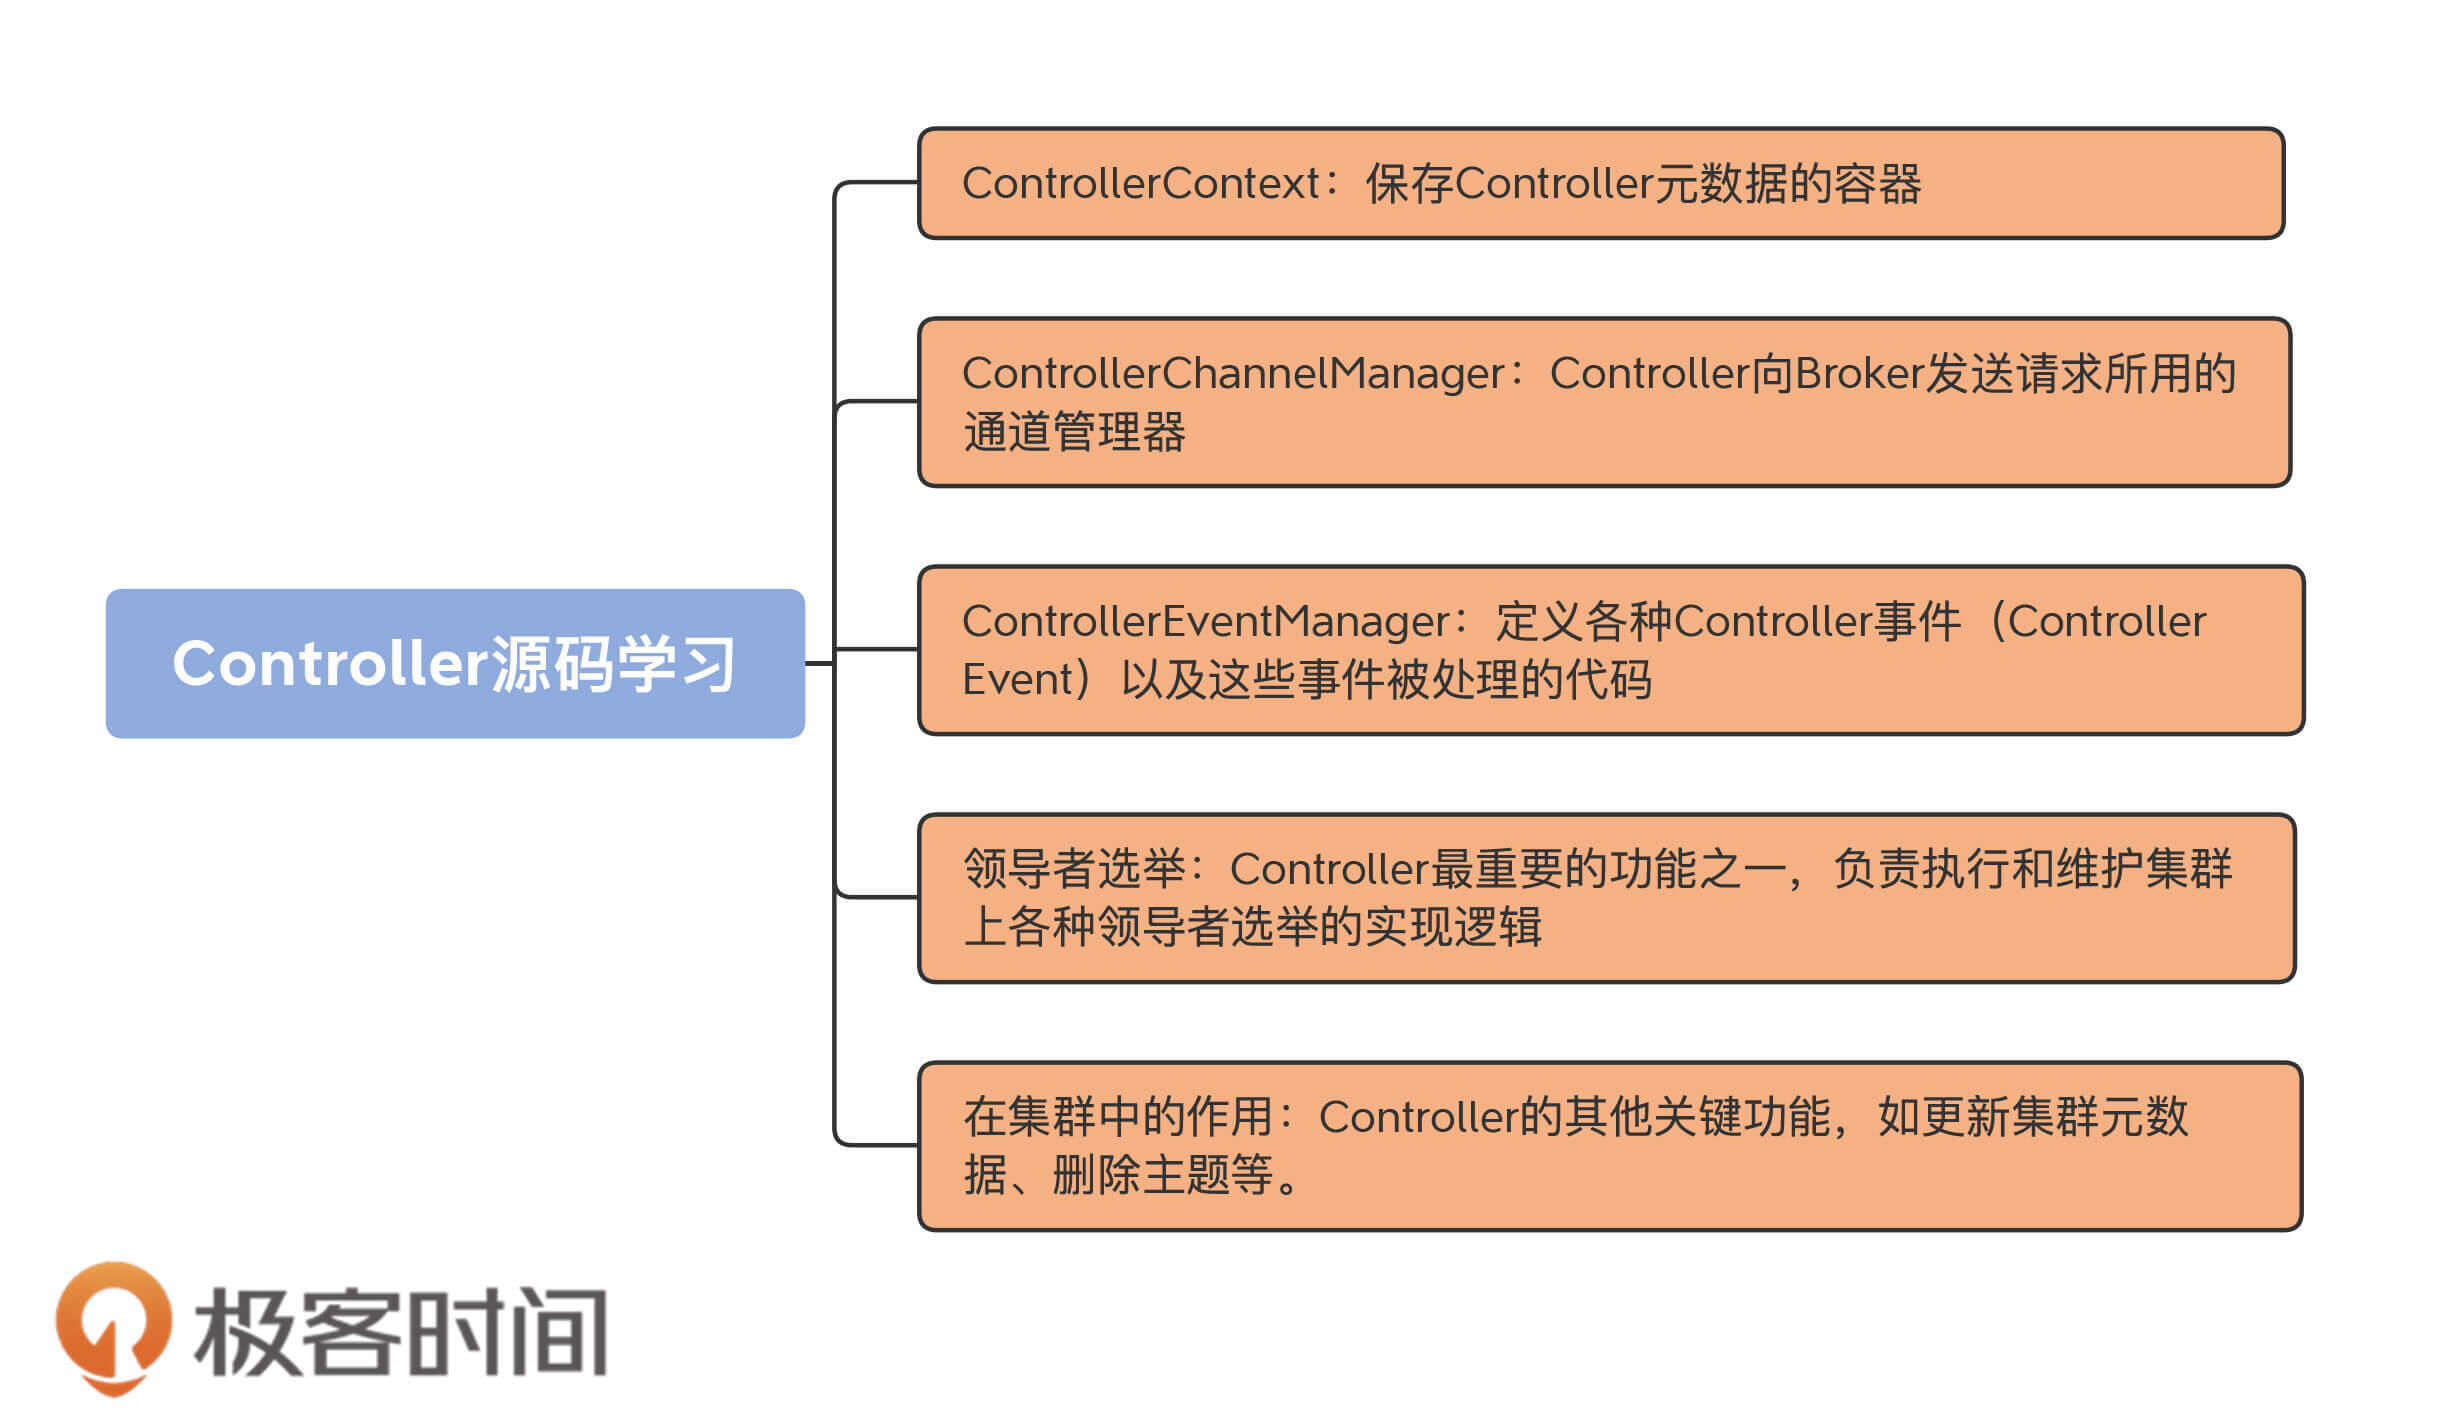 ControllerContext：保存Controller元数据的容器
ControllerChannelManager：Controller向Broker发送请求所用的
通道管理器
Controller源码学习
ControllerEventManager：定义各种Controller事件（Controller
Event）以及这些事件被处理的代码
领导者选举：Controller最重要的功能之一，负责执行和维护集群
上各种领导者选举的实现逻辑
在集群中的作用：Controller的其他关键功能，如更新集群元数
据、删除主题等。
极客时间